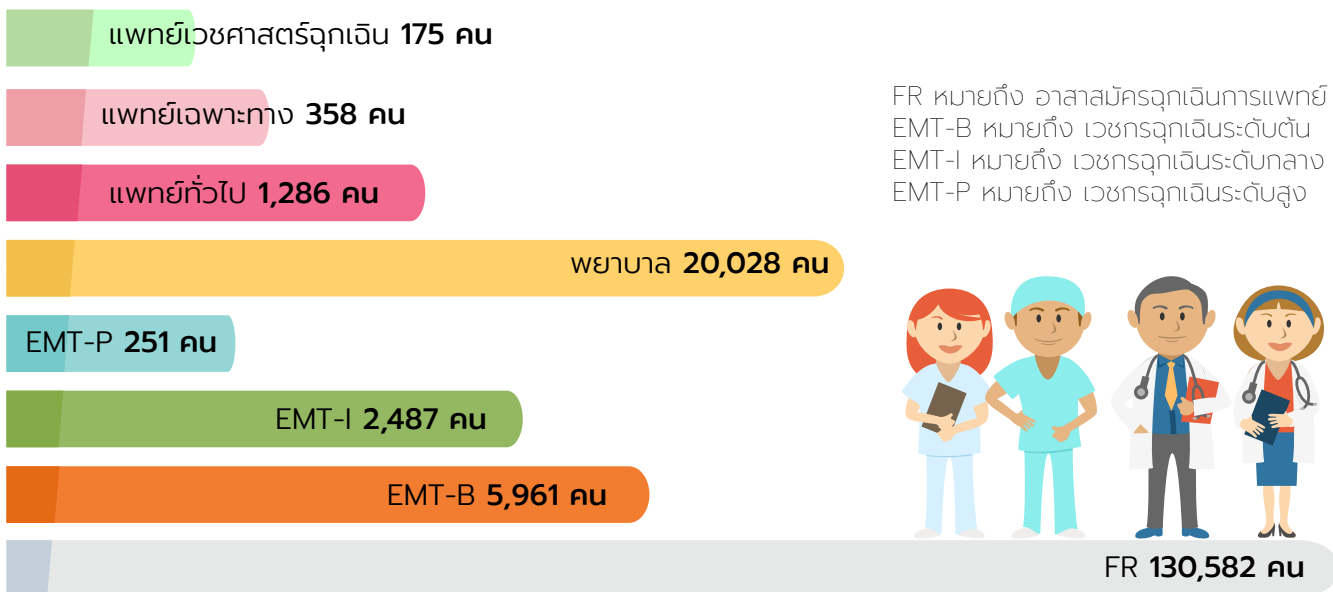 แพทย์เวชศาสตร์ฉุกเฉิน 175 คน
แพทย์เฉพาะทาง 358 คน
แพทย์ทั่วไป 1,286 คน
พยาบาล 20,028 คน
EMT-P 251 คน
EMT-I 2,487 คน
EMT-B 5,961 คน
FR 130,582 คน
FR หมายถึง อาสาสมัครฉุกเฉินการแพทย์
EMT-B หมายถึง เวชกรฉุกเฉินระดับต้น
EMT-I หมายถึง เวชกรฉุกเฉินระดับกลาง
EMT-P หมายถึง เวชกรฉุกเฉินระดับสูง